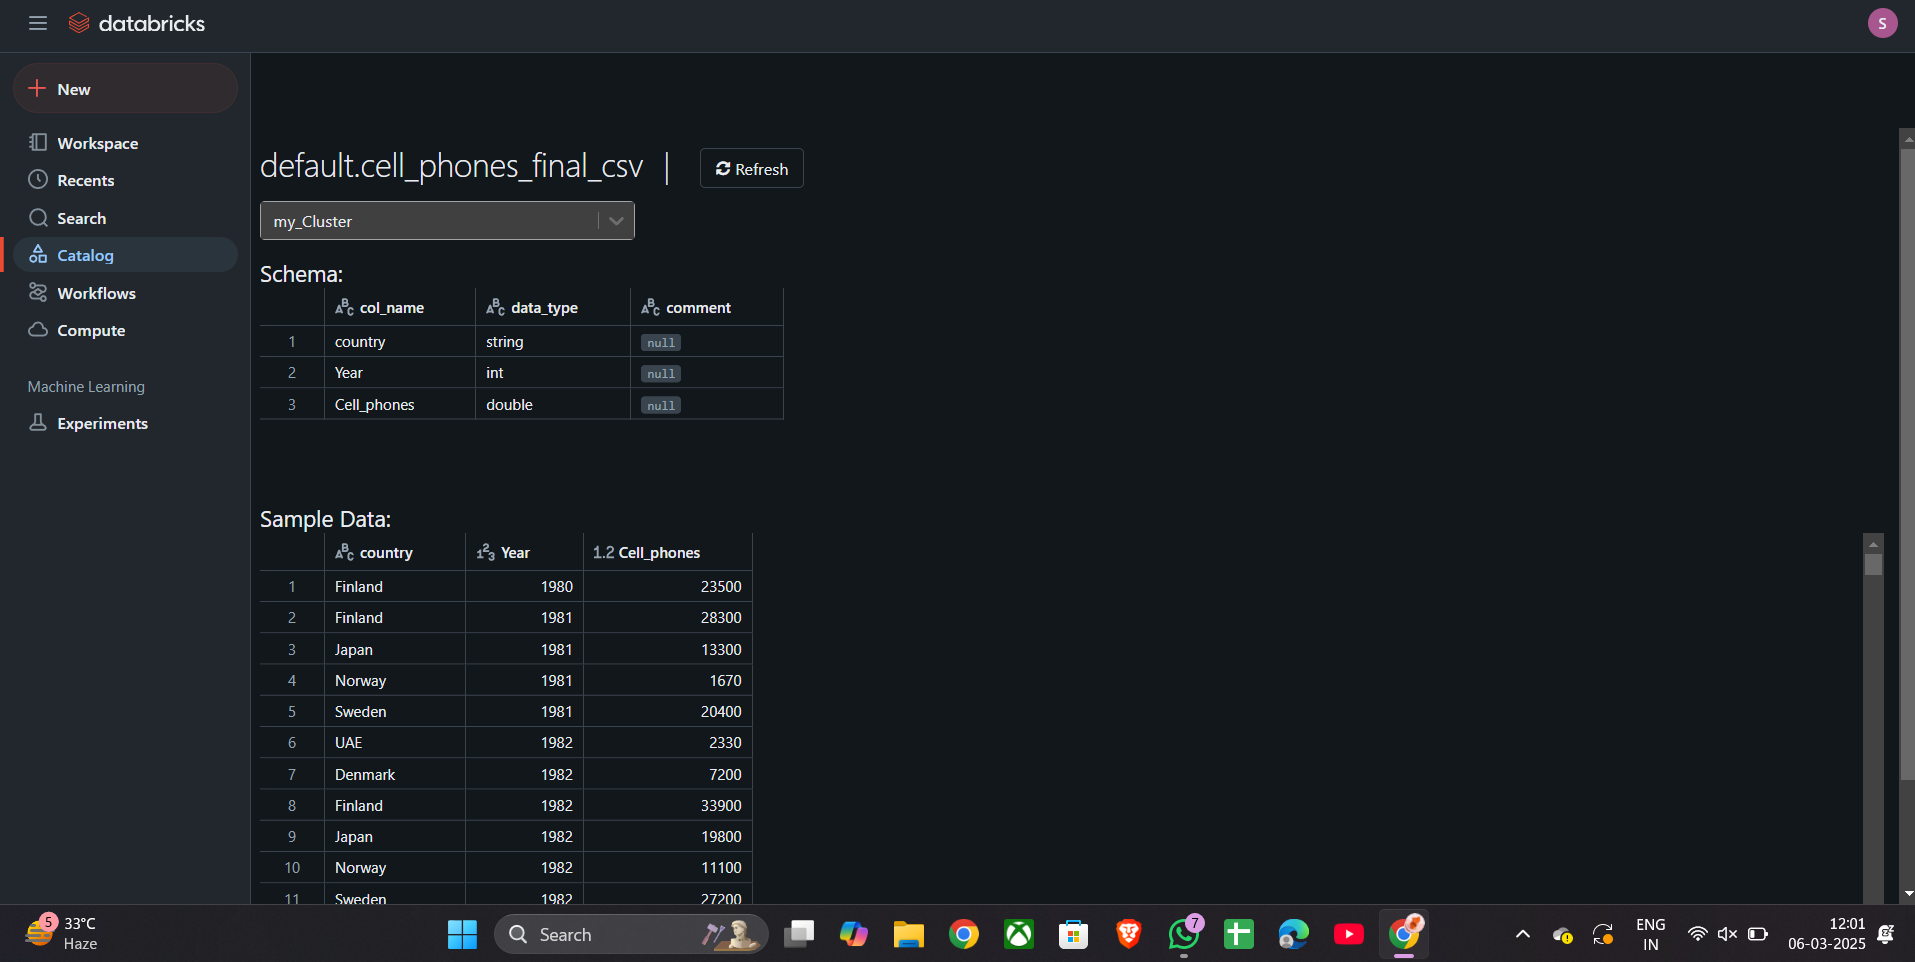 databricks
S
New
Workspace
Recents
Search
Catalog
Workflows
Compute
Machine Learning
Experiments
default.cell_phones_final_csv | Refresh
my_Cluster
Schema:
col_name data_type comment
1 country string null
2 Year int null
3 Cell_phones double null
Sample Data:
country Year 1.2 Cell_phones
1 Finland 1980 23500
2 Finland 1981 28300
3 Japan 1981 13300
4 Norway 1981 1670
5 Sweden 1981 20400
6 UAE 1982 2330
7 Denmark 1982 7200
8 Finland 1982 33900
9 Japan 1982 19800
10 Norway 1982 11100
11 Sweden 1982 27200
5 33°C
Haze
Search
7
ENG
IN
12:01
06-03-2025